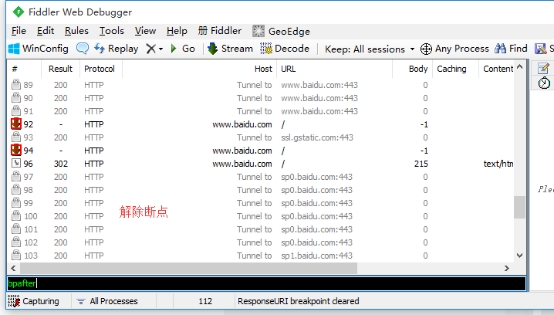 Fiddler Web Debugger
File Edit Rules Tools View Help Fiddler GeoEdge
WinConfig Replay Go Stream Decode Keep: All sessions Any Process Find S
# Result Protocol Host URL Body Caching Content
89 200 HTTP Tunnel to www.baidu.com:443 0
90 200 HTTP Tunnel to www.baidu.com:443 0
91 200 HTTP Tunnel to www.baidu.com:443 0
92 - HTTP www.baidu.com / -1
93 200 HTTP Tunnel to ssl.gstatic.com:443 0
94 - HTTP www.baidu.com / -1
96 302 HTTP www.baidu.com / 215 text/htm
97 200 HTTP Tunnel to sp0.baidu.com:443 0
98 200 HTTP Tunnel to sp0.baidu.com:443 0
99 200 HTTP Tunnel to sp0.baidu.com:443 0
100 200 HTTP Tunnel to sp0.baidu.com:443 0
解除断点
101 200 HTTP Tunnel to sp0.baidu.com:443 0
102 200 HTTP Tunnel to sp0.baidu.com:443 0
103 200 HTTP Tunnel to sp1.baidu.com:443 0
Plea
bpafter
Capturing All Processes 112 ResponseURI breakpoint cleared